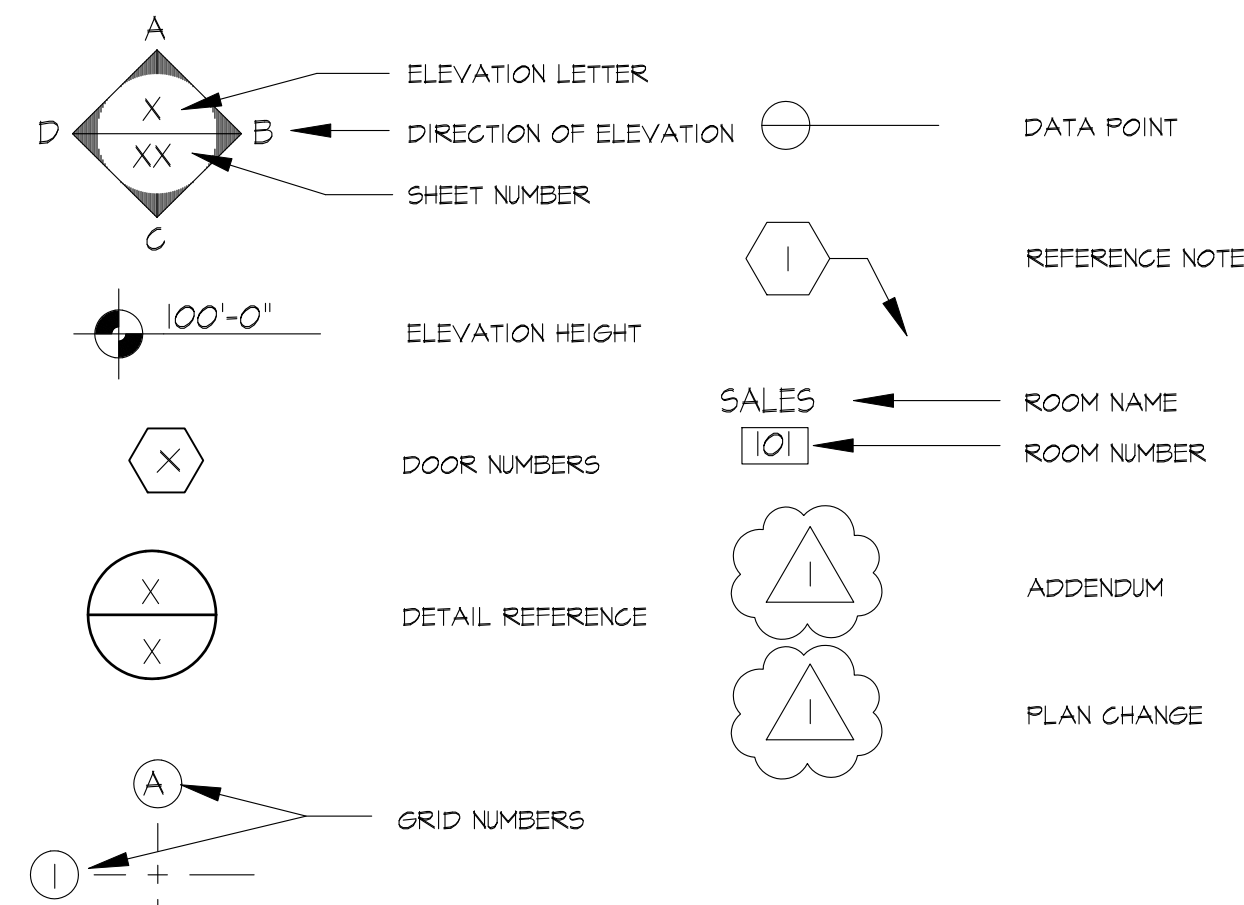 A
ELEVATION LETTER
X
D
B
DIRECTION OF ELEVATION
XX
SHEET NUMBER
C
100'-0"
ELEVATION HEIGHT
X
DOOR NUMBERS
X
X
DETAIL REFERENCE
A
GRID NUMBERS
1
DATA POINT
1
REFERENCE NOTE
SALES
ROOM NAME
101
ROOM NUMBER
1
ADDENDUM
1
PLAN CHANGE